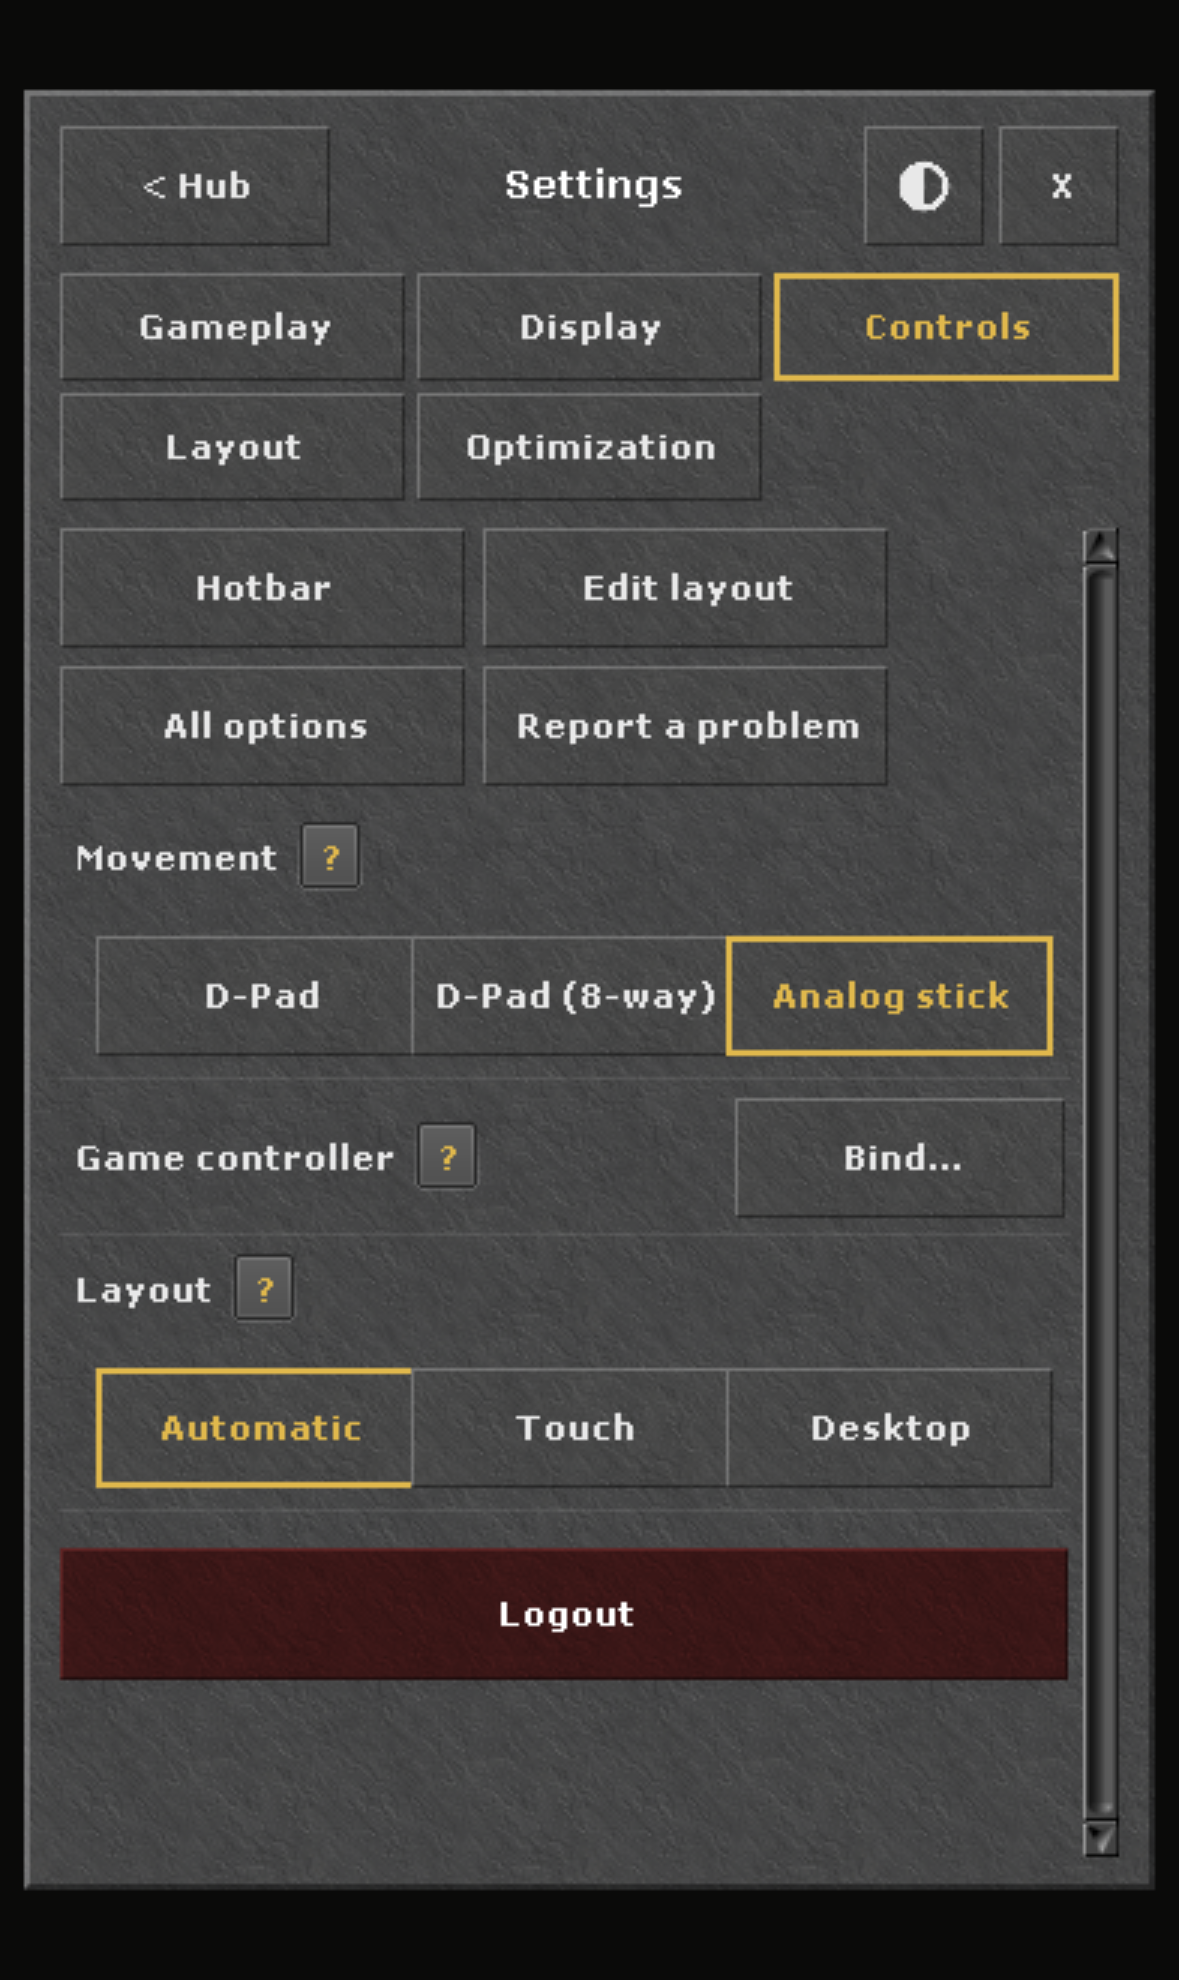 < Hub Settings X
Gameplay Display Controls
Layout Optimization
Hotbar Edit layout
All options Report a problem
Movement ?
D-Pad D-Pad (8-way) Analog stick
Game controller ? Bind...
Layout ?
Automatic Touch Desktop
Logout